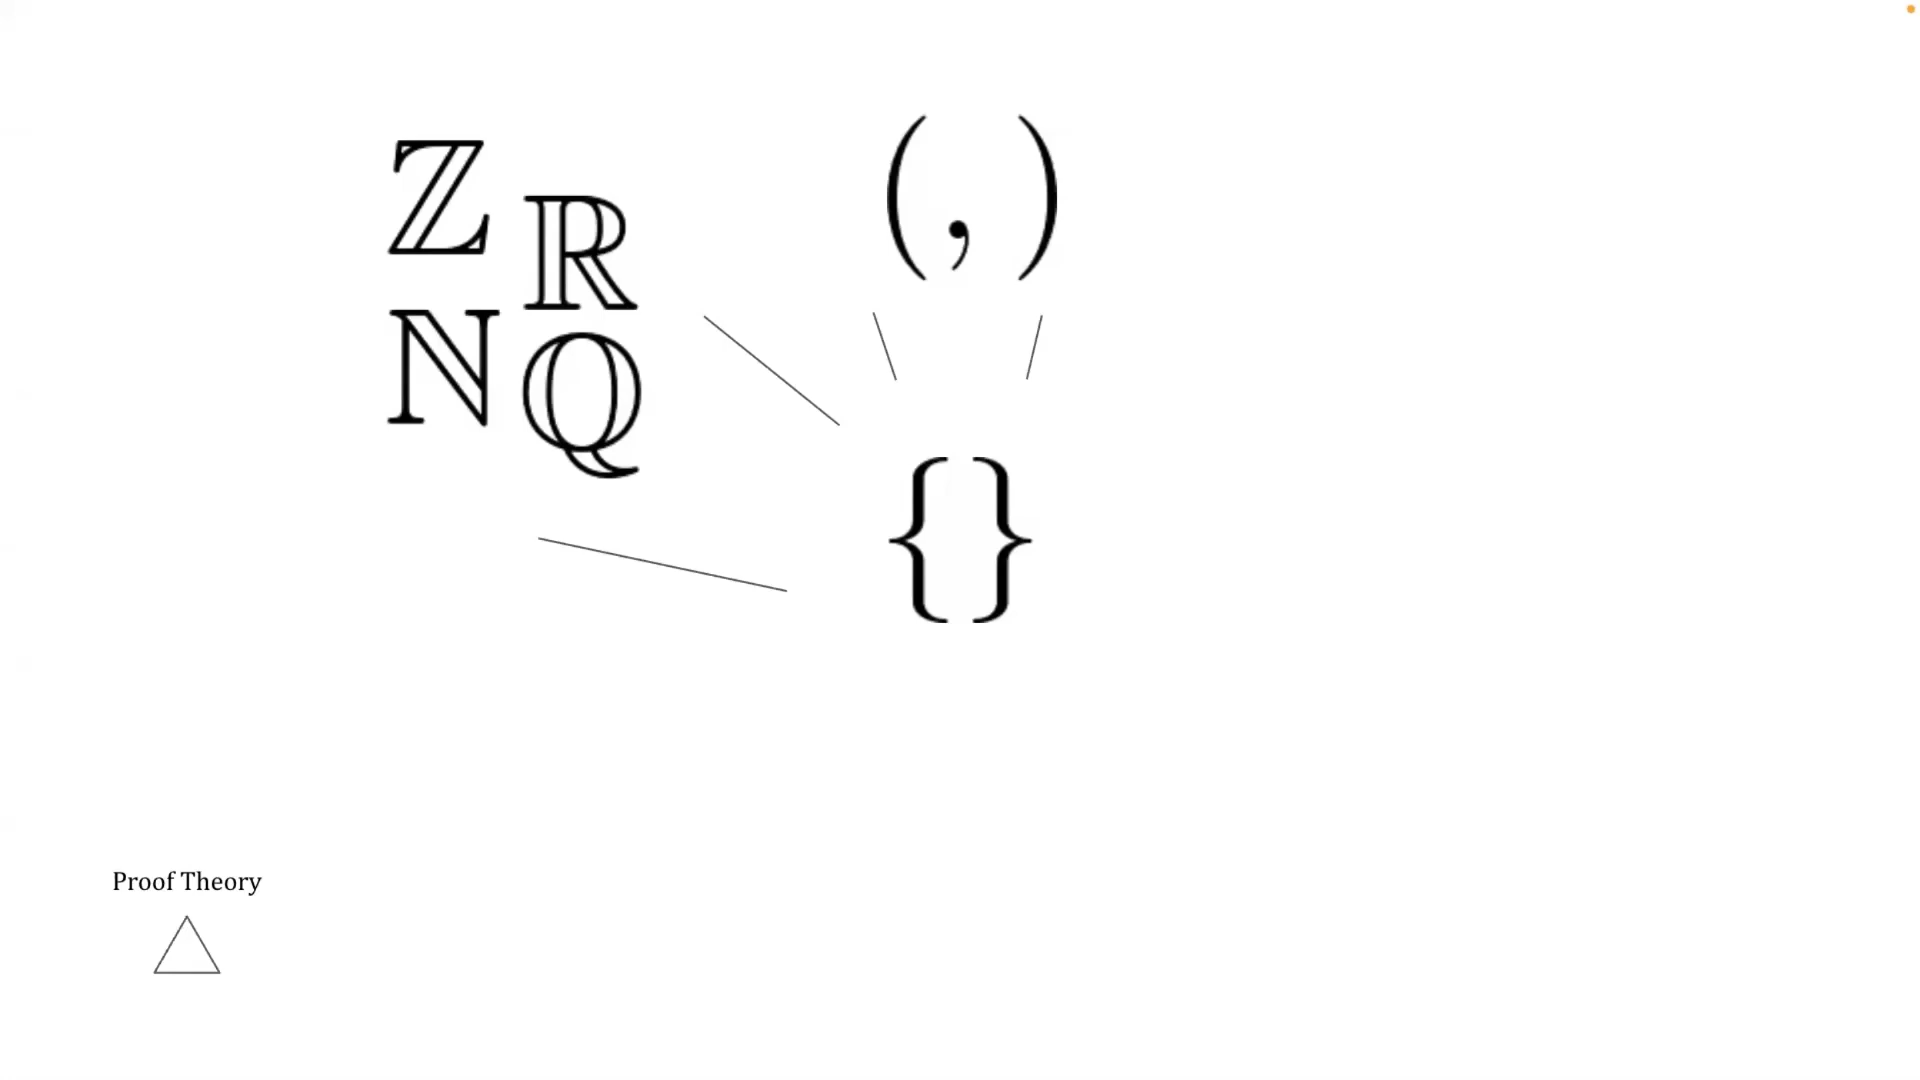 ℤ ℝ
ℕ ℚ
( , )
{ }
Proof Theory